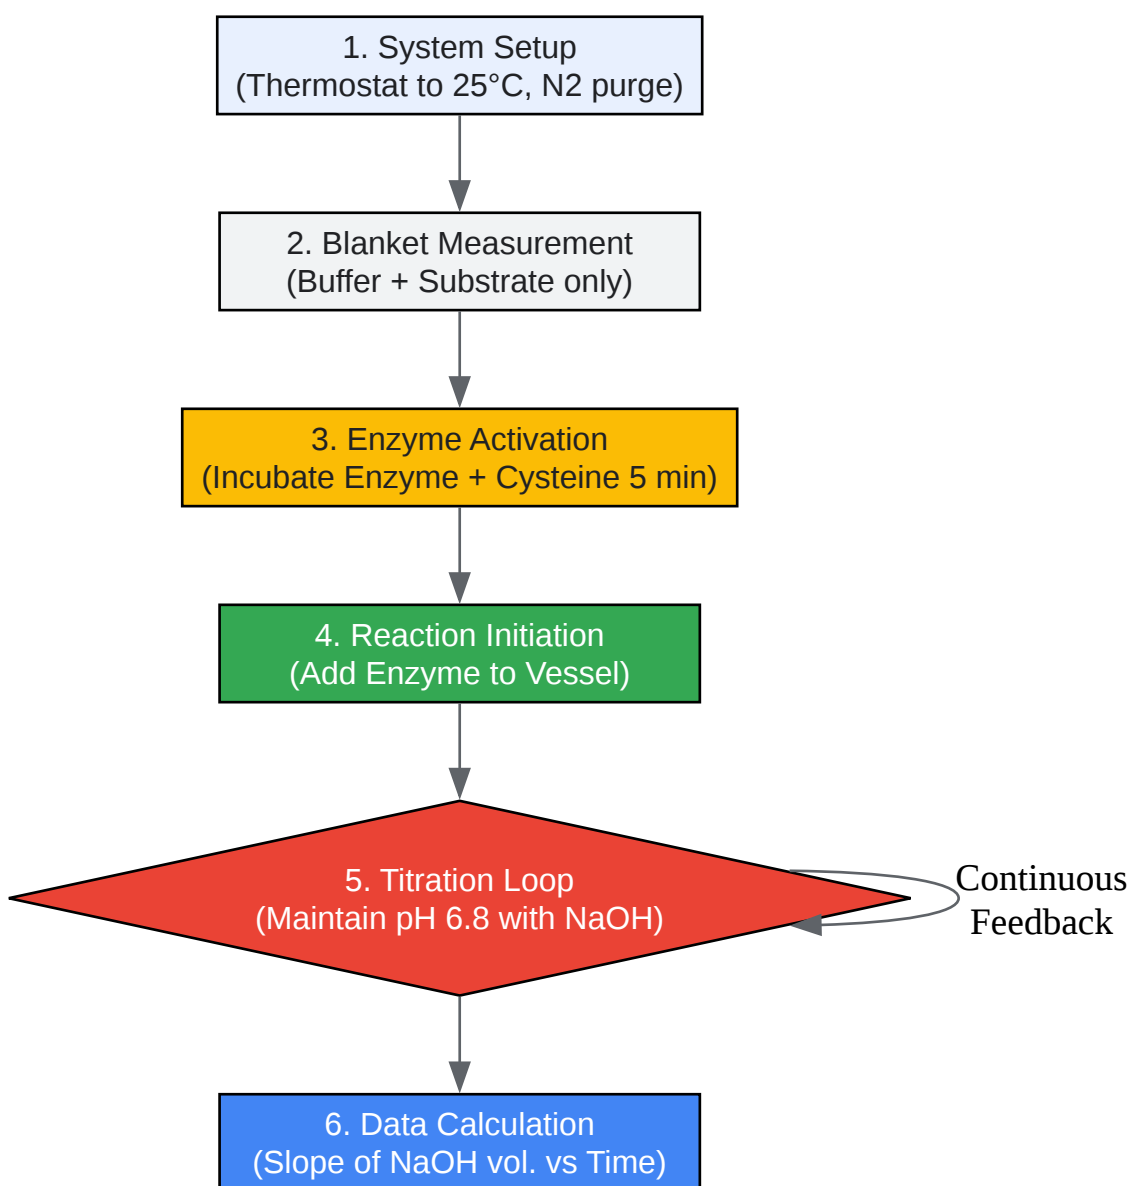 1. System Setup
(Thermostat to 25°C, N2 purge)
2. Blanket Measurement
(Buffer + Substrate only)
3. Enzyme Activation
(Incubate Enzyme + Cysteine 5 min)
4. Reaction Initiation
(Add Enzyme to Vessel)
5. Titration Loop
(Maintain pH 6.8 with NaOH)
Continuous
Feedback
6. Data Calculation
(Slope of NaOH vol. vs Time)